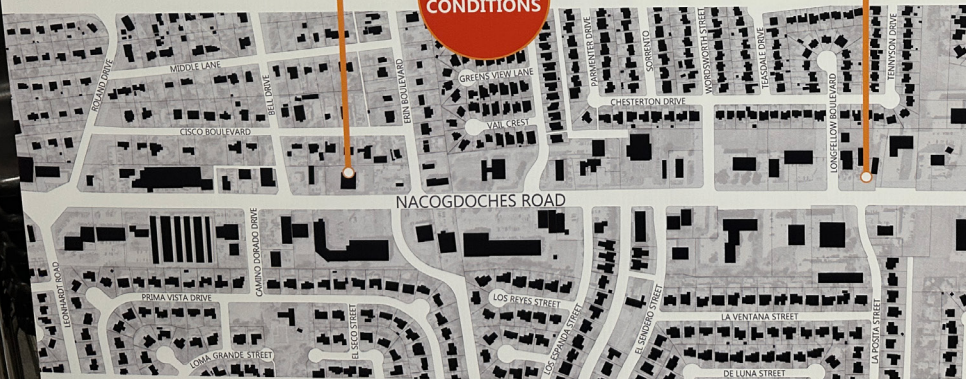 CONDITIONS
ROLAND DRIVE
MIDDLE LANE
BELL DRIVE
CISCO BOULEVARD
ERIN BOULEVARD
GREENS VIEW LANE
VAIL CREST
PARMENTER DRIVE
SORRENTO
WORDSWORTH STREET
TEASDALE DRIVE
TENNYSON DRIVE
CHESTERTON DRIVE
LONGFELLOW BOULEVARD
NACOGDOCHES ROAD
LEONHARDT ROAD
CAMINO DORADO DRIVE
PRIMA VISTA DRIVE
LOMA GRANDE STREET
EL SECO STREET
LOS REYES STREET
LOS ESPANDA STREET
EL SENDERO STREET
LA VENTANA STREET
LA POSITA STREET
DE LUNA STREET